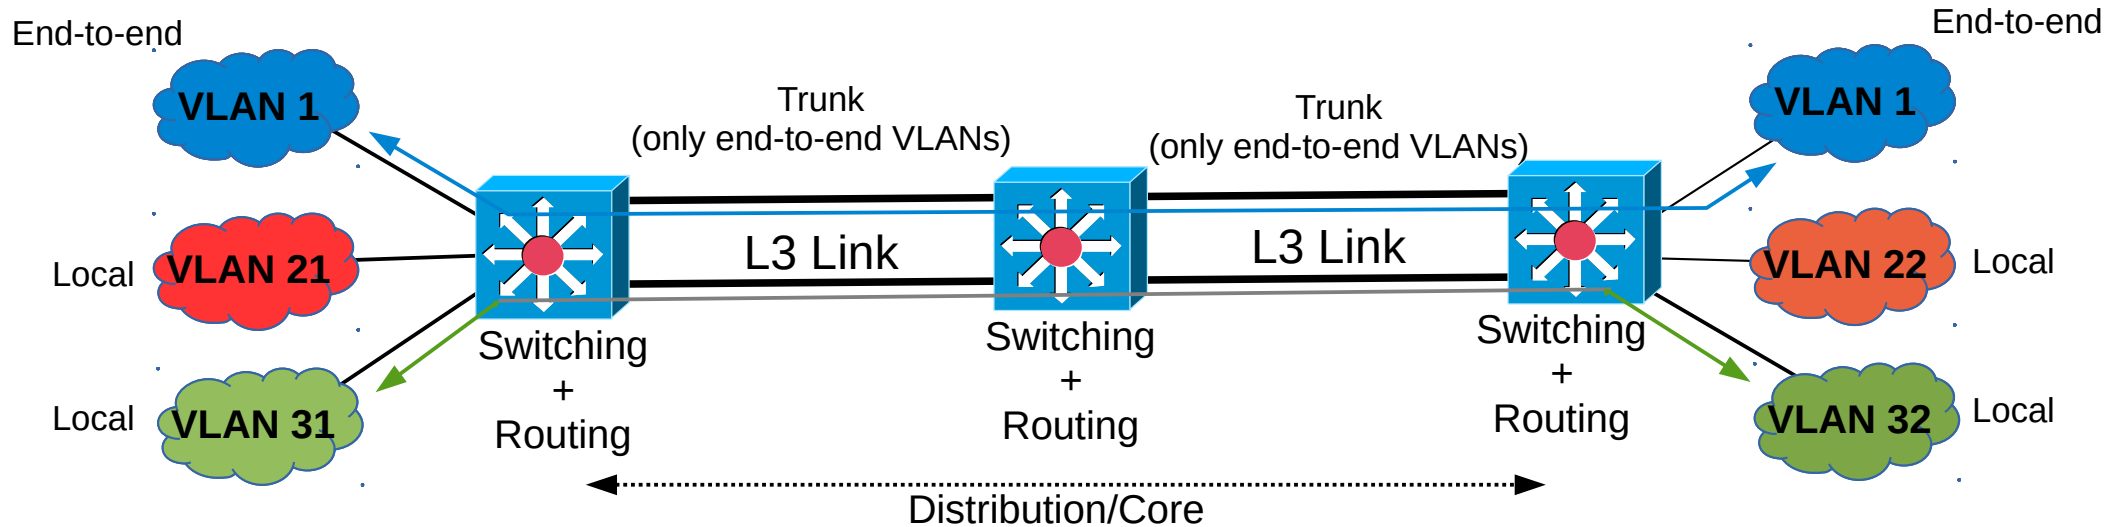 End-to-end
End-to-end
VLAN 1
Trunk
(only end-to-end VLANs)
Trunk
(only end-to-end VLANs)
VLAN 1
Local
VLAN 21
L3 Link
L3 Link
VLAN 22
Local
Switching
+
Routing
Switching
+
Routing
Switching
+
Routing
Local
VLAN 31
VLAN 32
Local
Distribution/Core